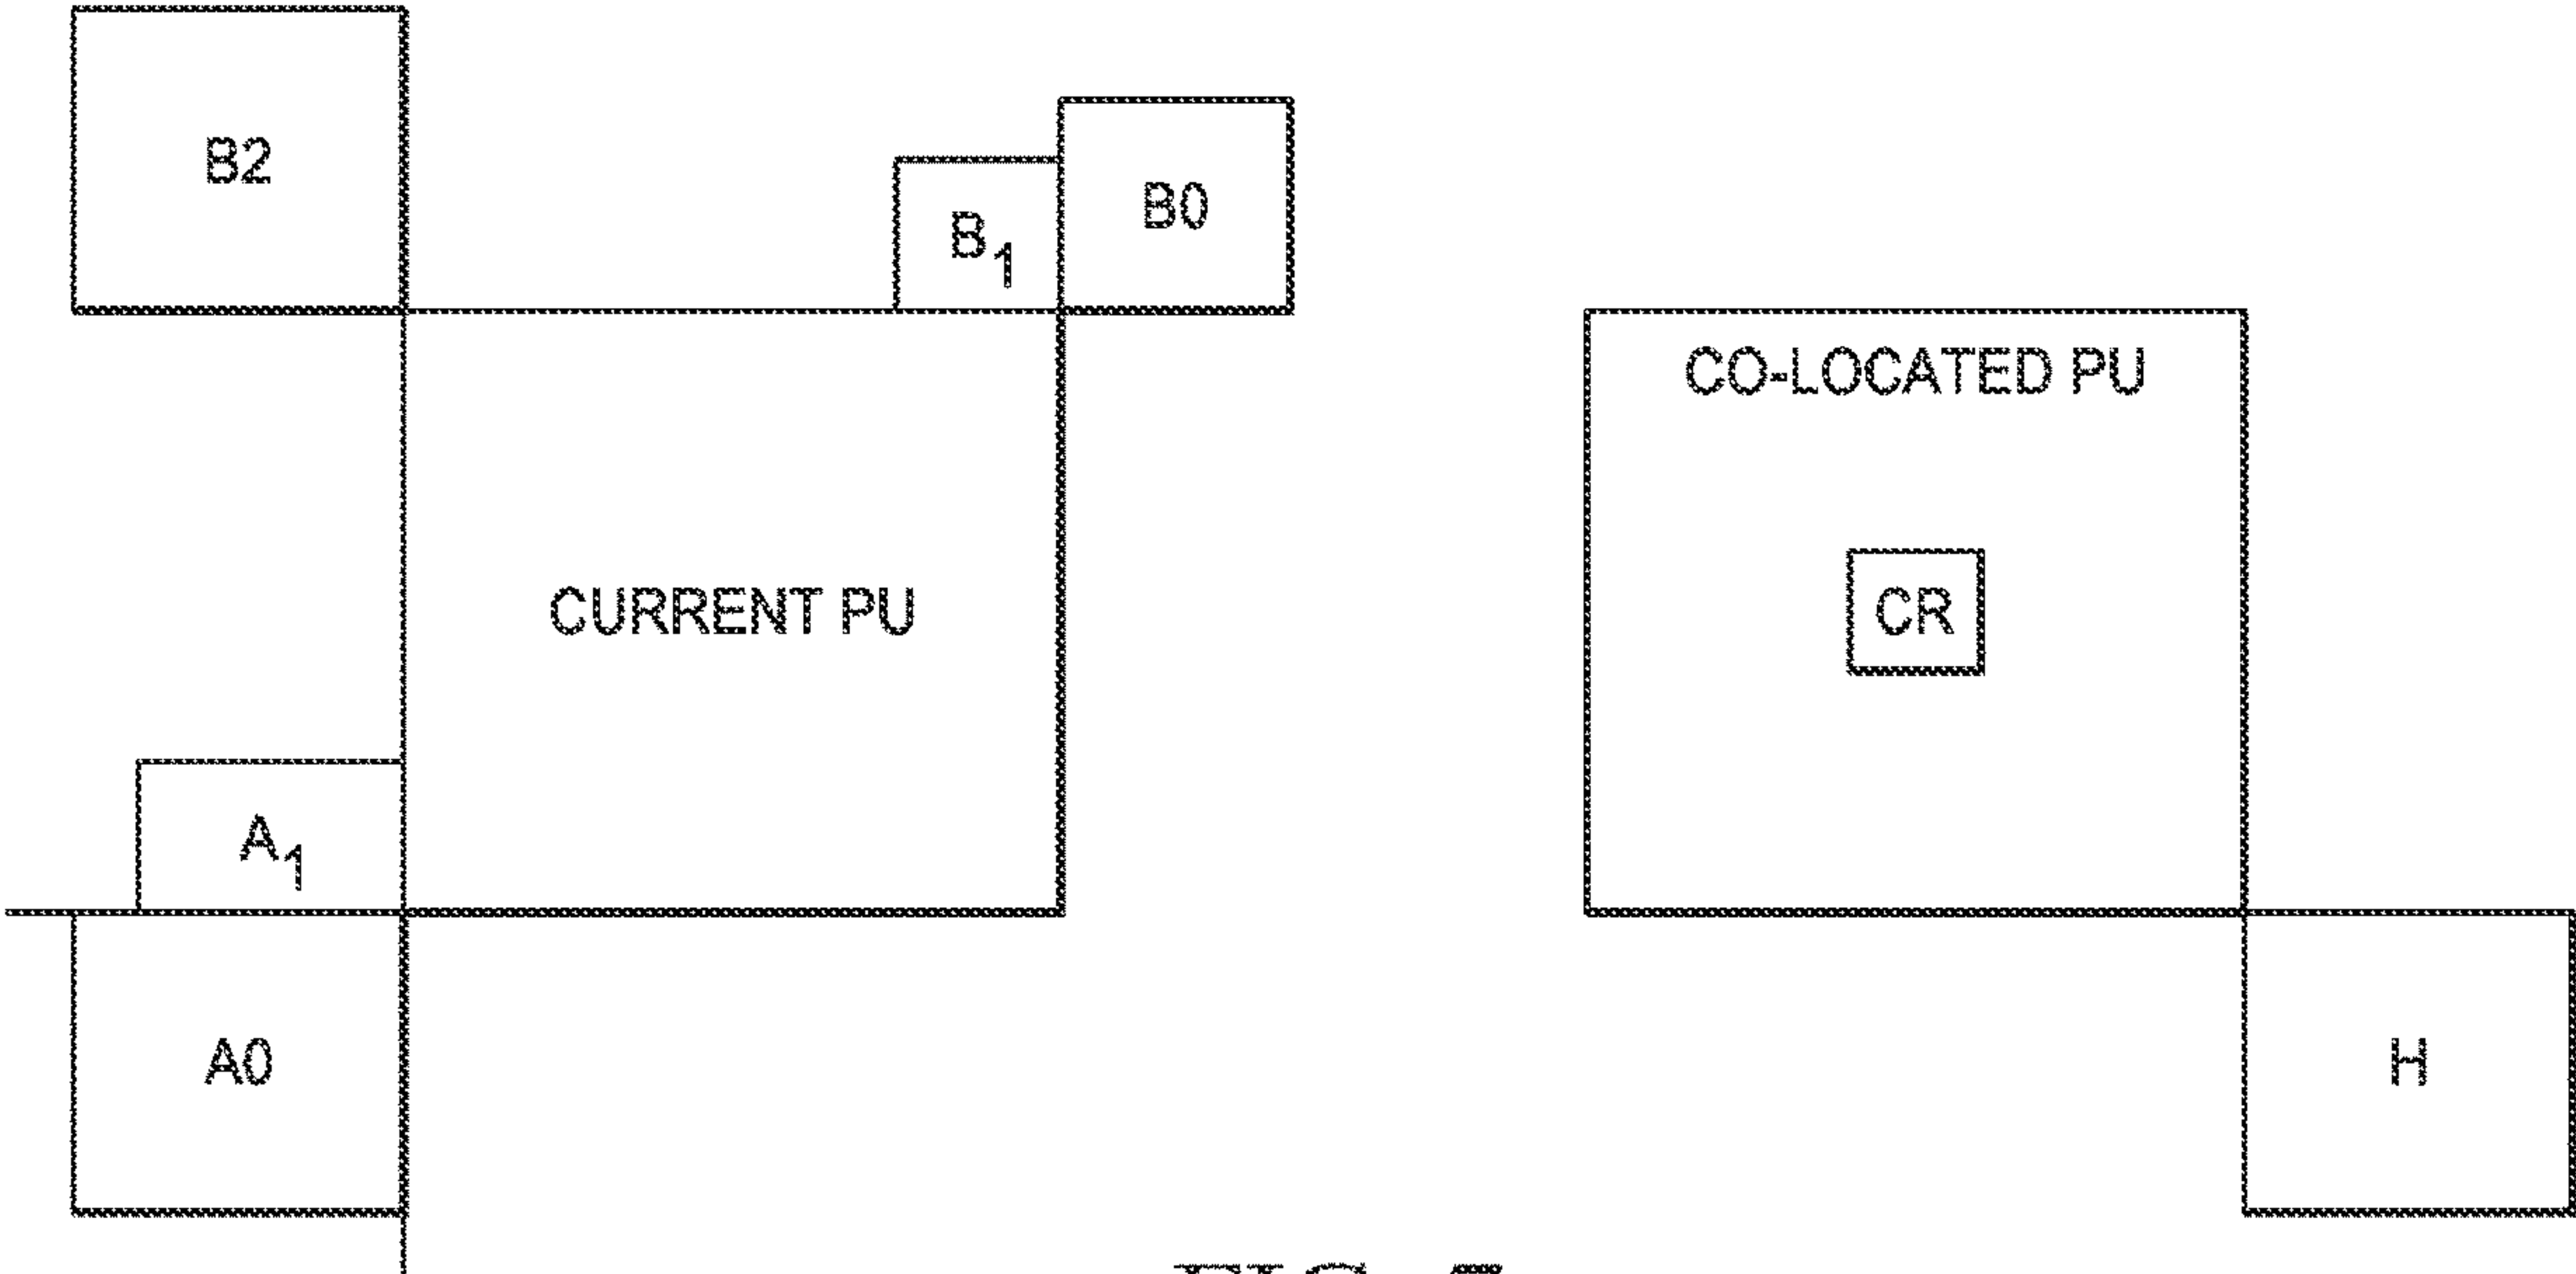 B2
B0
B1
CO-LOCATED PU
CURRENT PU
CR
A1
A0
H